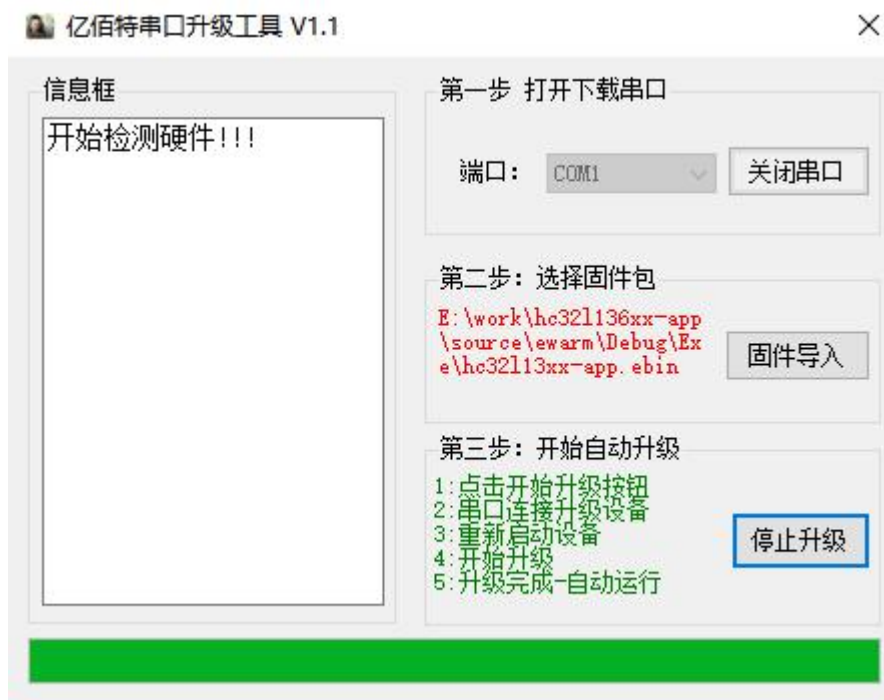 亿佰特串口升级工具 V1.1
信息框
开始检测硬件!!!
第一步 打开下载串口
端口：
COM1
关闭串口
第二步：选择固件包
E:\work\hc32l136xx-app
\source\ewarm\Debug\Ex
e\hc32l13xx-app.ebin
固件导入
第三步：开始自动升级
1:点击开始升级按钮
2:串口连接升级设备
3:重新启动设备
4:开始升级
5:升级完成-自动运行
停止升级